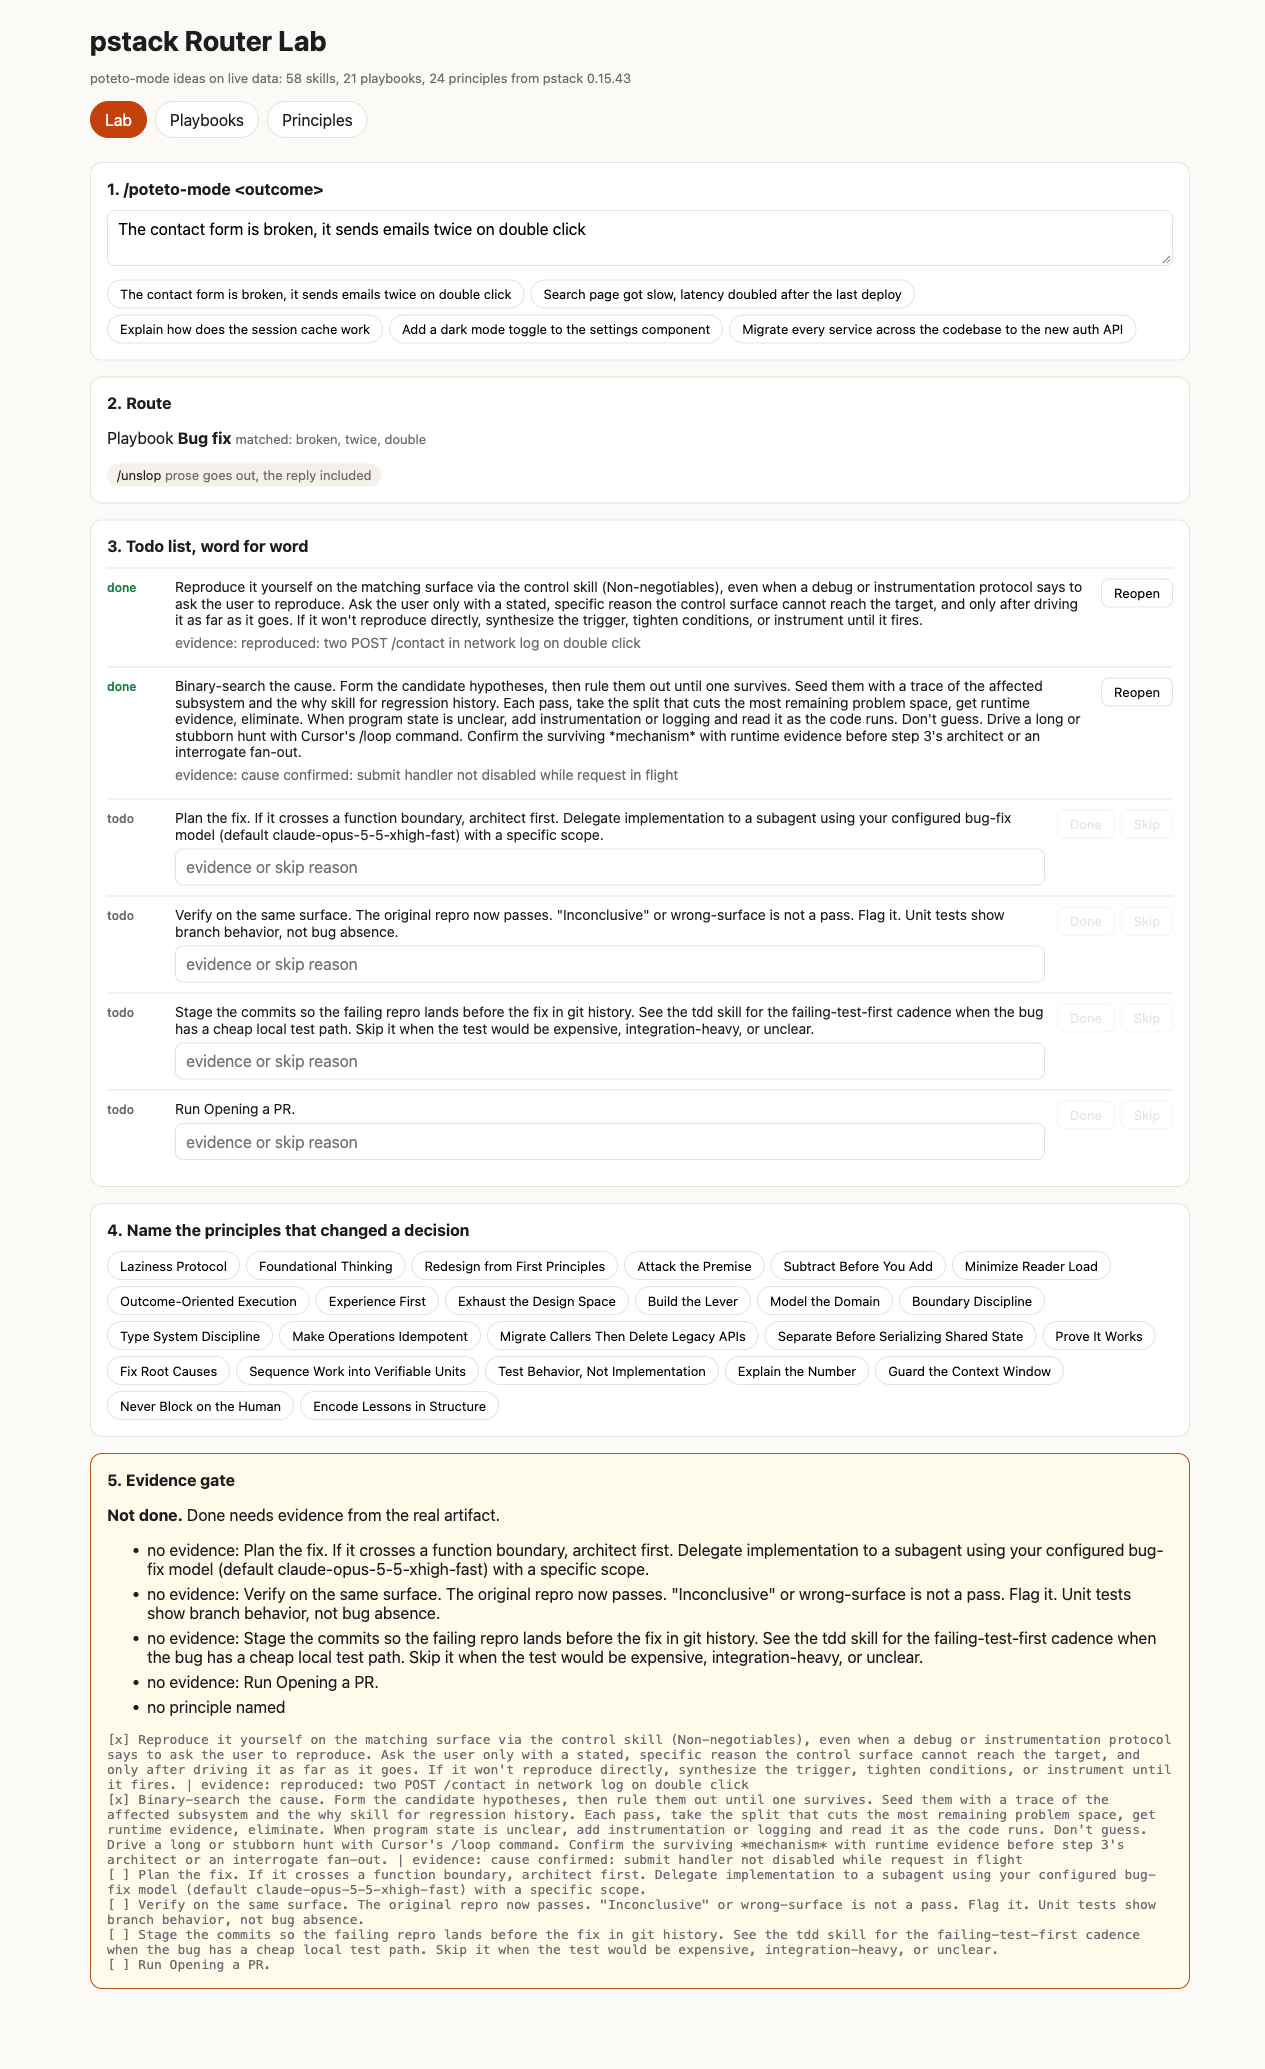 pstack Router Lab
poteto-mode ideas on live data: 58 skills, 21 playbooks, 24 principles from pstack 0.15.43
Lab
Playbooks
Principles
1. /poteto-mode <outcome>
The contact form is broken, it sends emails twice on double click
The contact form is broken, it sends emails twice on double click
Search page got slow, latency doubled after the last deploy
Explain how does the session cache work
Add a dark mode toggle to the settings component
Migrate every service across the codebase to the new auth API
2. Route
Playbook Bug fix matched: broken, twice, double
/unslop prose goes out, the reply included
3. Todo list, word for word
done
Reproduce it yourself on the matching surface via the control skill (Non-negotiables), even when a debug or instrumentation protocol says to
ask the user to reproduce. Ask the user only with a stated, specific reason the control surface cannot reach the target, and only after driving
it as far as it goes. If it won't reproduce directly, synthesize the trigger, tighten conditions, or instrument until it fires.
evidence: reproduced: two POST /contact in network log on double click
Reopen
done
Binary-search the cause. Form the candidate hypotheses, then rule them out until one survives. Seed them with a trace of the affected
subsystem and the why skill for regression history. Each pass, take the split that cuts the most remaining problem space, get runtime
evidence, eliminate. When program state is unclear, add instrumentation or logging and read it as the code runs. Don't guess. Drive a long or
stubborn hunt with Cursor's /loop command. Confirm the surviving *mechanism* with runtime evidence before step 3's architect or an
interrogate fan-out.
evidence: cause confirmed: submit handler not disabled while request in flight
Reopen
todo
Plan the fix. If it crosses a function boundary, architect first. Delegate implementation to a subagent using your configured bug-fix
model (default claude-opus-5-5-xhigh-fast) with a specific scope.
evidence or skip reason
Done
Skip
todo
Verify on the same surface. The original repro now passes. "Inconclusive" or wrong-surface is not a pass. Flag it. Unit tests show
branch behavior, not bug absence.
evidence or skip reason
Done
Skip
todo
Stage the commits so the failing repro lands before the fix in git history. See the tdd skill for the failing-test-first cadence when the bug
has a cheap local test path. Skip it when the test would be expensive, integration-heavy, or unclear.
evidence or skip reason
Done
Skip
todo
Run Opening a PR.
evidence or skip reason
Done
Skip
4. Name the principles that changed a decision
Laziness Protocol
Foundational Thinking
Redesign from First Principles
Attack the Premise
Subtract Before You Add
Minimize Reader Load
Outcome-Oriented Execution
Experience First
Exhaust the Design Space
Build the Lever
Model the Domain
Boundary Discipline
Type System Discipline
Make Operations Idempotent
Migrate Callers Then Delete Legacy APIs
Separate Before Serializing Shared State
Prove It Works
Fix Root Causes
Sequence Work into Verifiable Units
Test Behavior, Not Implementation
Explain the Number
Guard the Context Window
Never Block on the Human
Encode Lessons in Structure
5. Evidence gate
Not done. Done needs evidence from the real artifact.
• no evidence: Plan the fix. If it crosses a function boundary, architect first. Delegate implementation to a subagent using your configured bug-
fix model (default claude-opus-5-5-xhigh-fast) with a specific scope.
• no evidence: Verify on the same surface. The original repro now passes. "Inconclusive" or wrong-surface is not a pass. Flag it. Unit tests
show branch behavior, not bug absence.
• no evidence: Stage the commits so the failing repro lands before the fix in git history. See the tdd skill for the failing-test-first cadence when
the bug has a cheap local test path. Skip it when the test would be expensive, integration-heavy, or unclear.
• no evidence: Run Opening a PR.
• no principle named
[x] Reproduce it yourself on the matching surface via the control skill (Non-negotiables), even when a debug or instrumentation protocol
says to ask the user to reproduce. Ask the user only with a stated, specific reason the control surface cannot reach the target, and
only after driving it as far as it goes. If it won't reproduce directly, synthesize the trigger, tighten conditions, or instrument until
it fires. | evidence: reproduced: two POST /contact in network log on double click
[x] Binary-search the cause. Form the candidate hypotheses, then rule them out until one survives. Seed them with a trace of the
affected subsystem and the why skill for regression history. Each pass, take the split that cuts the most remaining problem space, get
runtime evidence, eliminate. When program state is unclear, add instrumentation or logging and read it as the code runs. Don't guess.
Drive a long or stubborn hunt with Cursor's /loop command. Confirm the surviving *mechanism* with runtime evidence before step 3's
architect or an interrogate fan-out. | evidence: cause confirmed: submit handler not disabled while request in flight
[ ] Plan the fix. If it crosses a function boundary, architect first. Delegate implementation to a subagent using your configured bug-
fix model (default claude-opus-5-5-xhigh-fast) with a specific scope.
[ ] Verify on the same surface. The original repro now passes. "Inconclusive" or wrong-surface is not a pass. Flag it. Unit tests show
branch behavior, not bug absence.
[ ] Stage the commits so the failing repro lands before the fix in git history. See the tdd skill for the failing-test-first cadence
when the bug has a cheap local test path. Skip it when the test would be expensive, integration-heavy, or unclear.
[ ] Run Opening a PR.